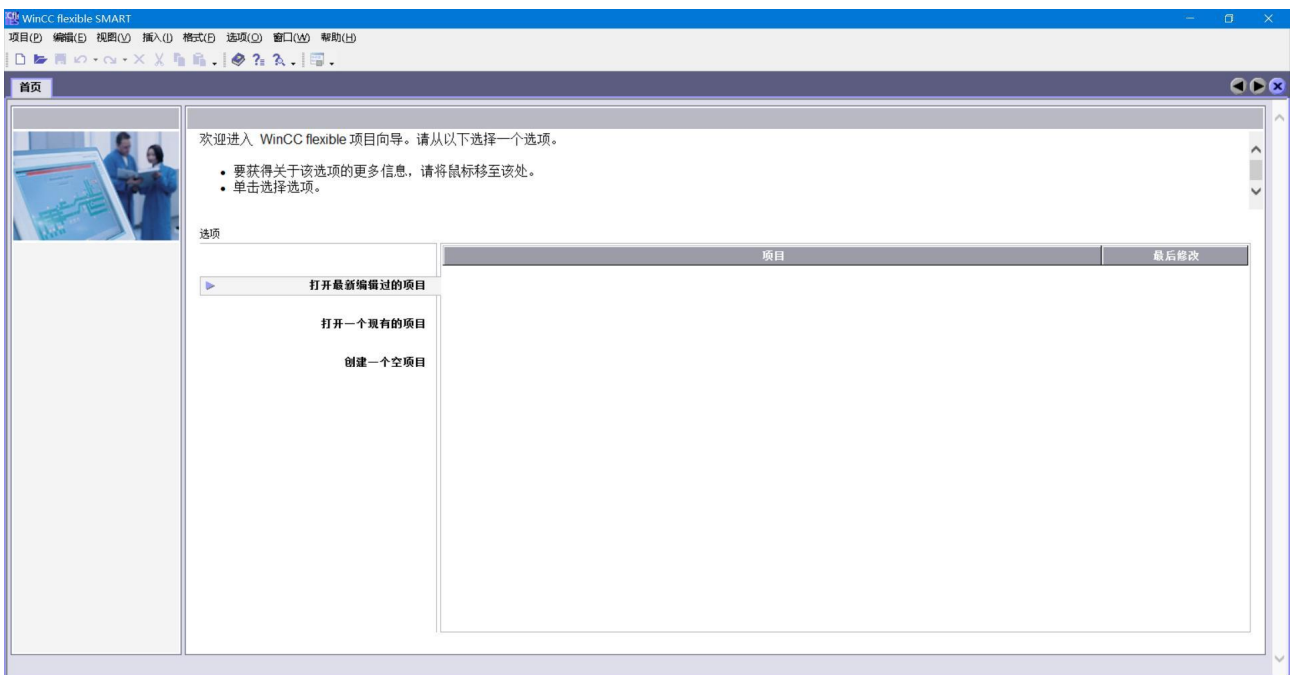 WinCC flexible SMART
项目(P) 编辑(E) 视图(V) 插入(I) 格式(F) 选项(O) 窗口(W) 帮助(H)
首页
欢迎进入 WinCC flexible 项目向导。请从以下选择一个选项。
• 要获得关于该选项的更多信息，请将鼠标移至该处。
• 单击选择选项。
选项
项目 最后修改
打开最新编辑过的项目
打开一个现有的项目
创建一个空项目